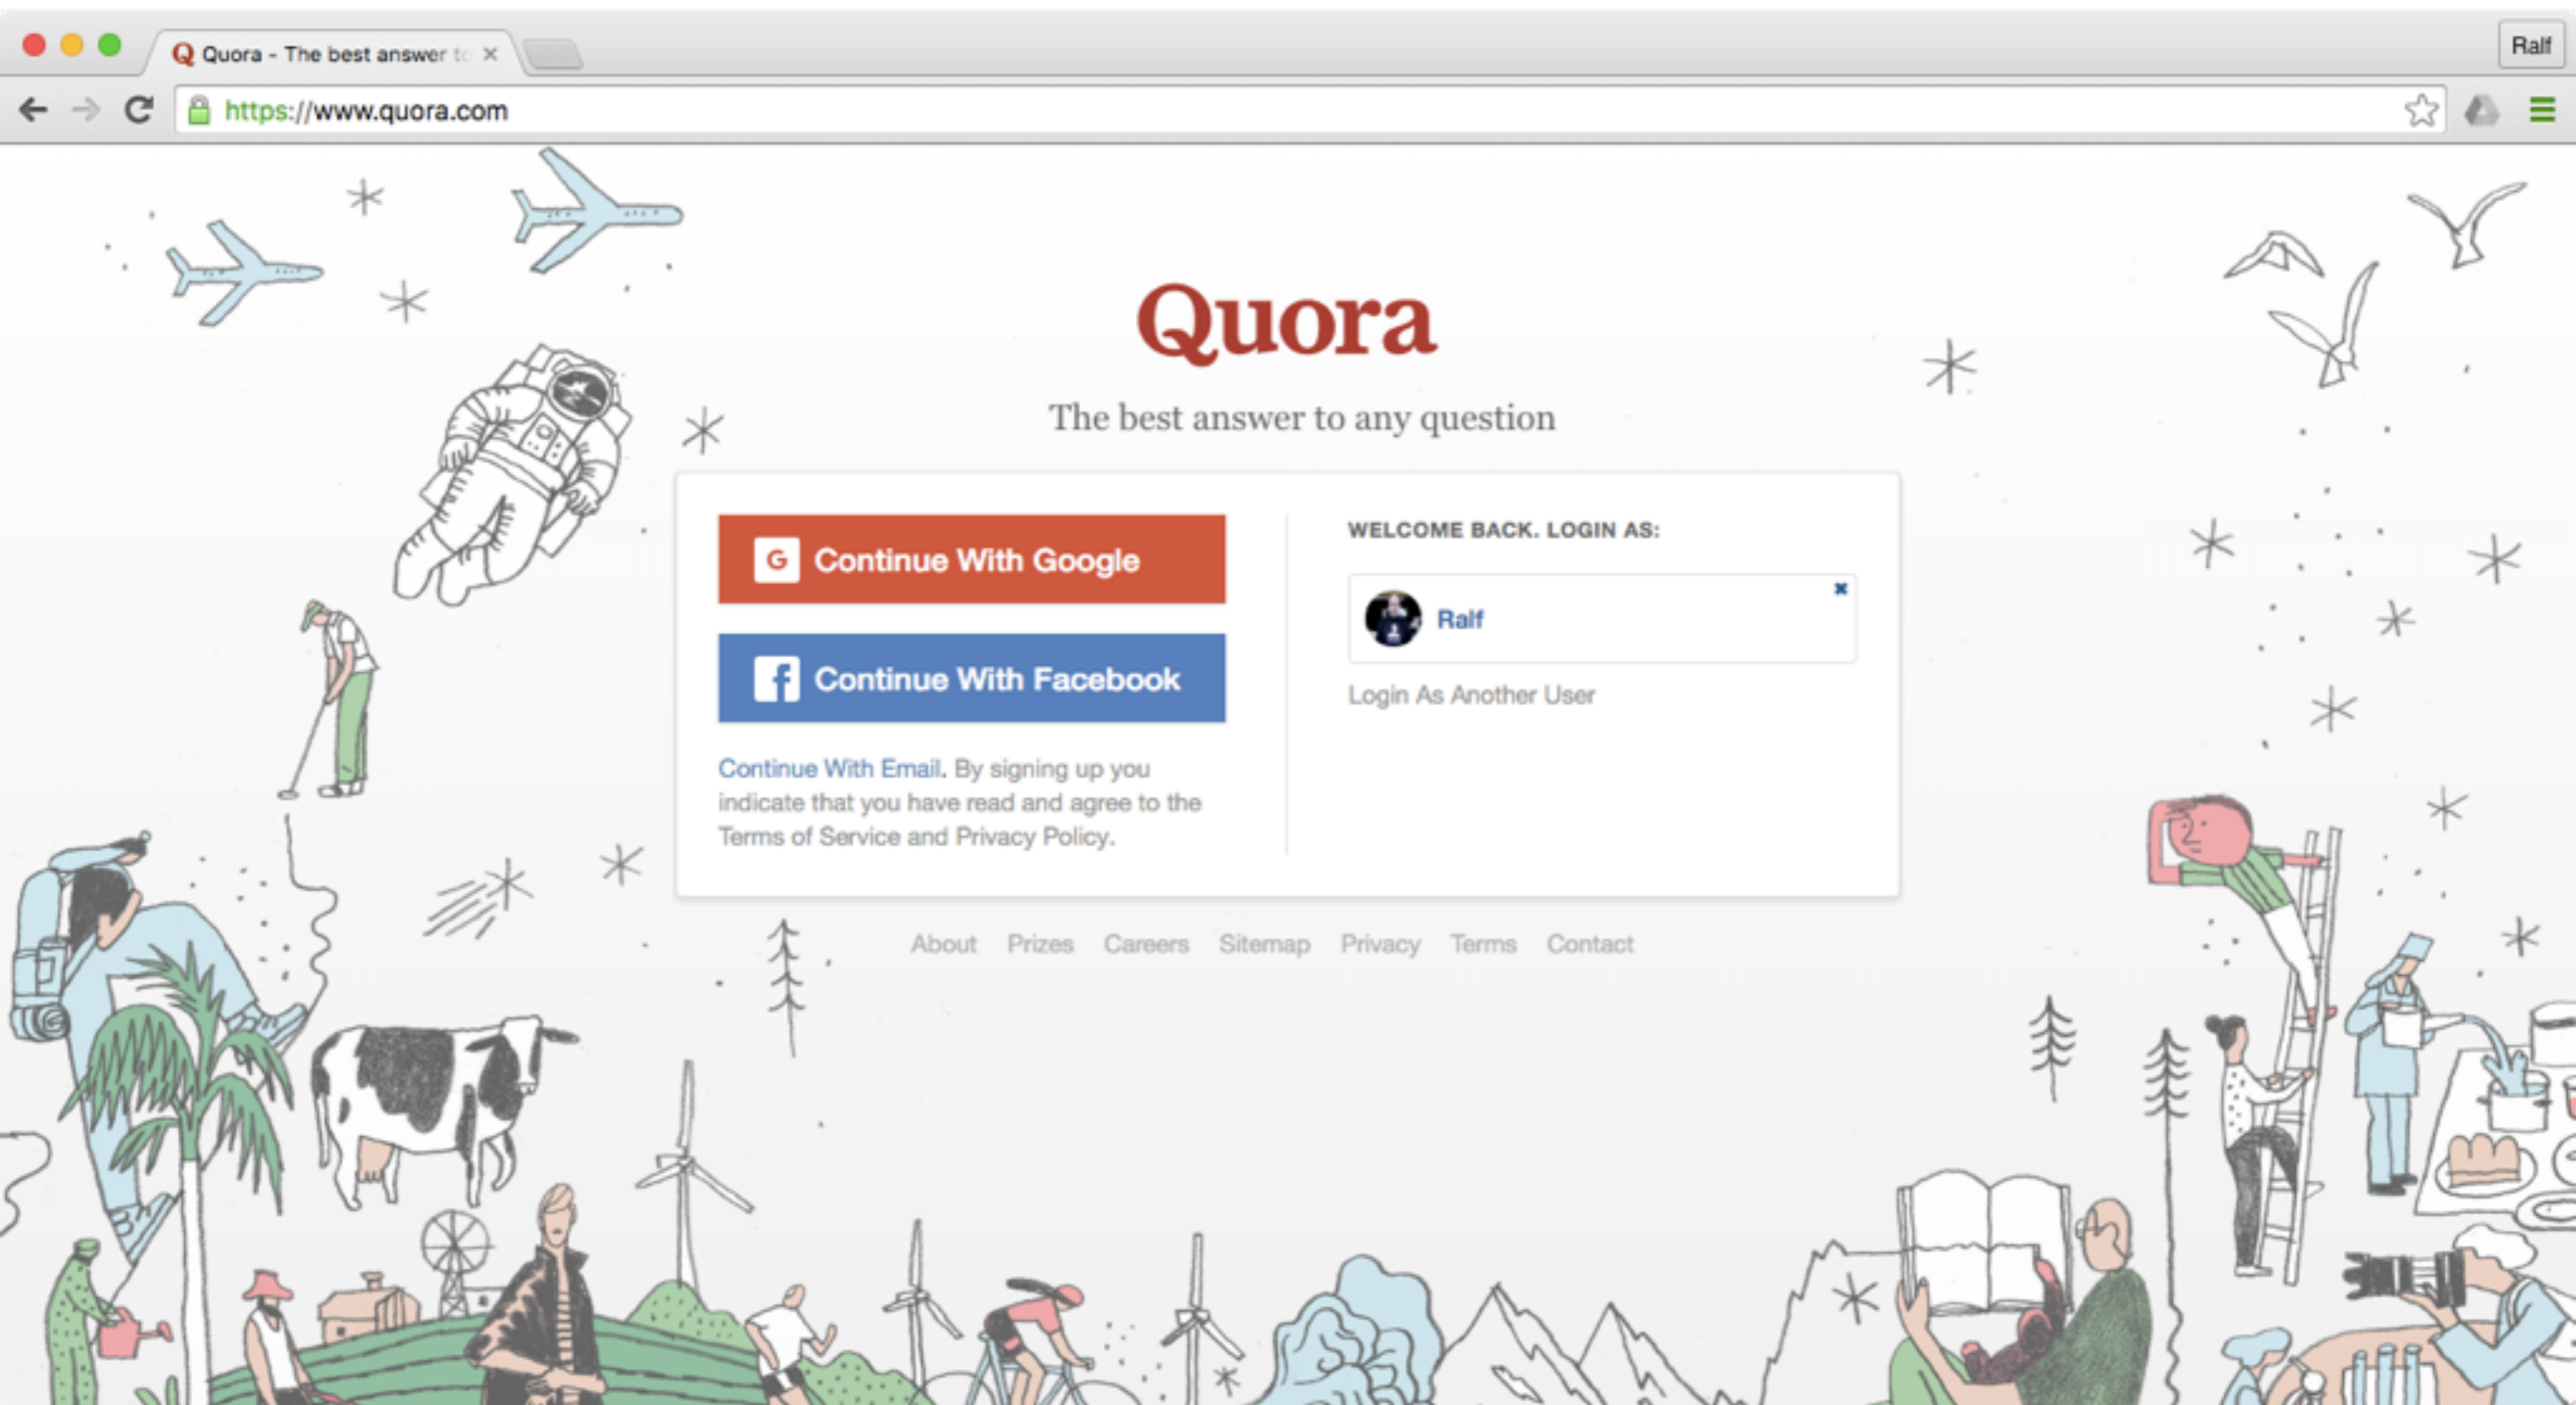 Quora - The best answer to
Ralf
https://www.quora.com
Quora
The best answer to any question
G Continue With Google
f Continue With Facebook
Continue With Email. By signing up you
indicate that you have read and agree to the
Terms of Service and Privacy Policy.
WELCOME BACK. LOGIN AS:
Ralf
Login As Another User
About Prizes Careers Sitemap Privacy Terms Contact